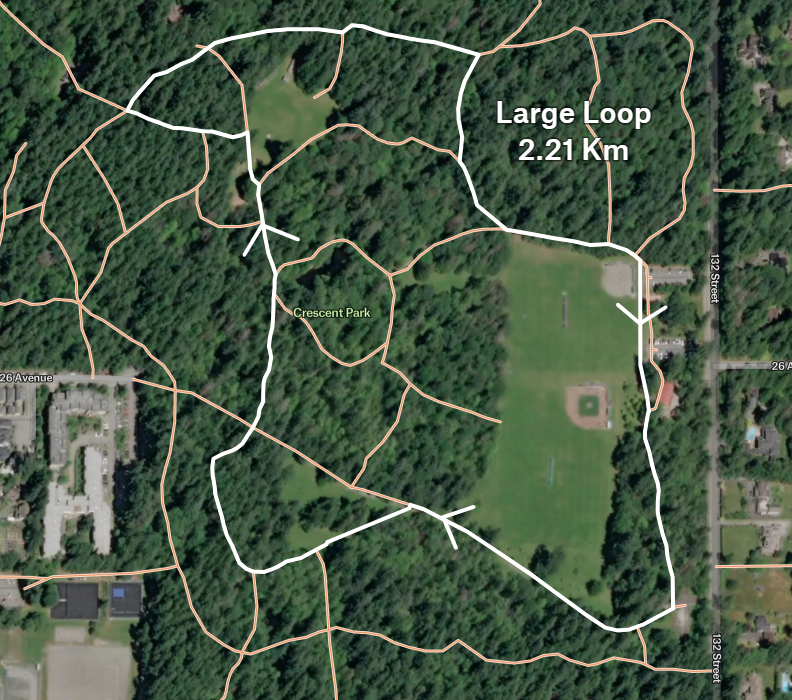 Large Loop
2.21 Km
132 Street
Crescent Park
26 A
26 Avenue
132 Street